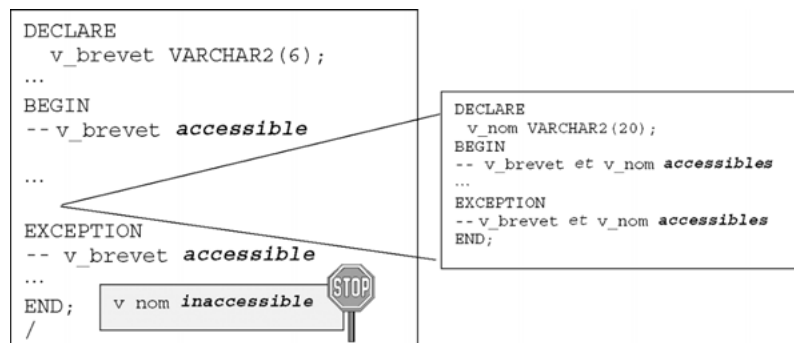 DECLARE
v_brevet VARCHAR2(6);
...
BEGIN
-- v_brevet accessible
...
EXCEPTION
-- v_brevet accessible
...
END;
/
v nom inaccessible
STOP
DECLARE
v_nom VARCHAR2(20);
BEGIN
-- v_brevet et v_nom accessibles
...
EXCEPTION
-- v_brevet et v_nom accessibles
END;